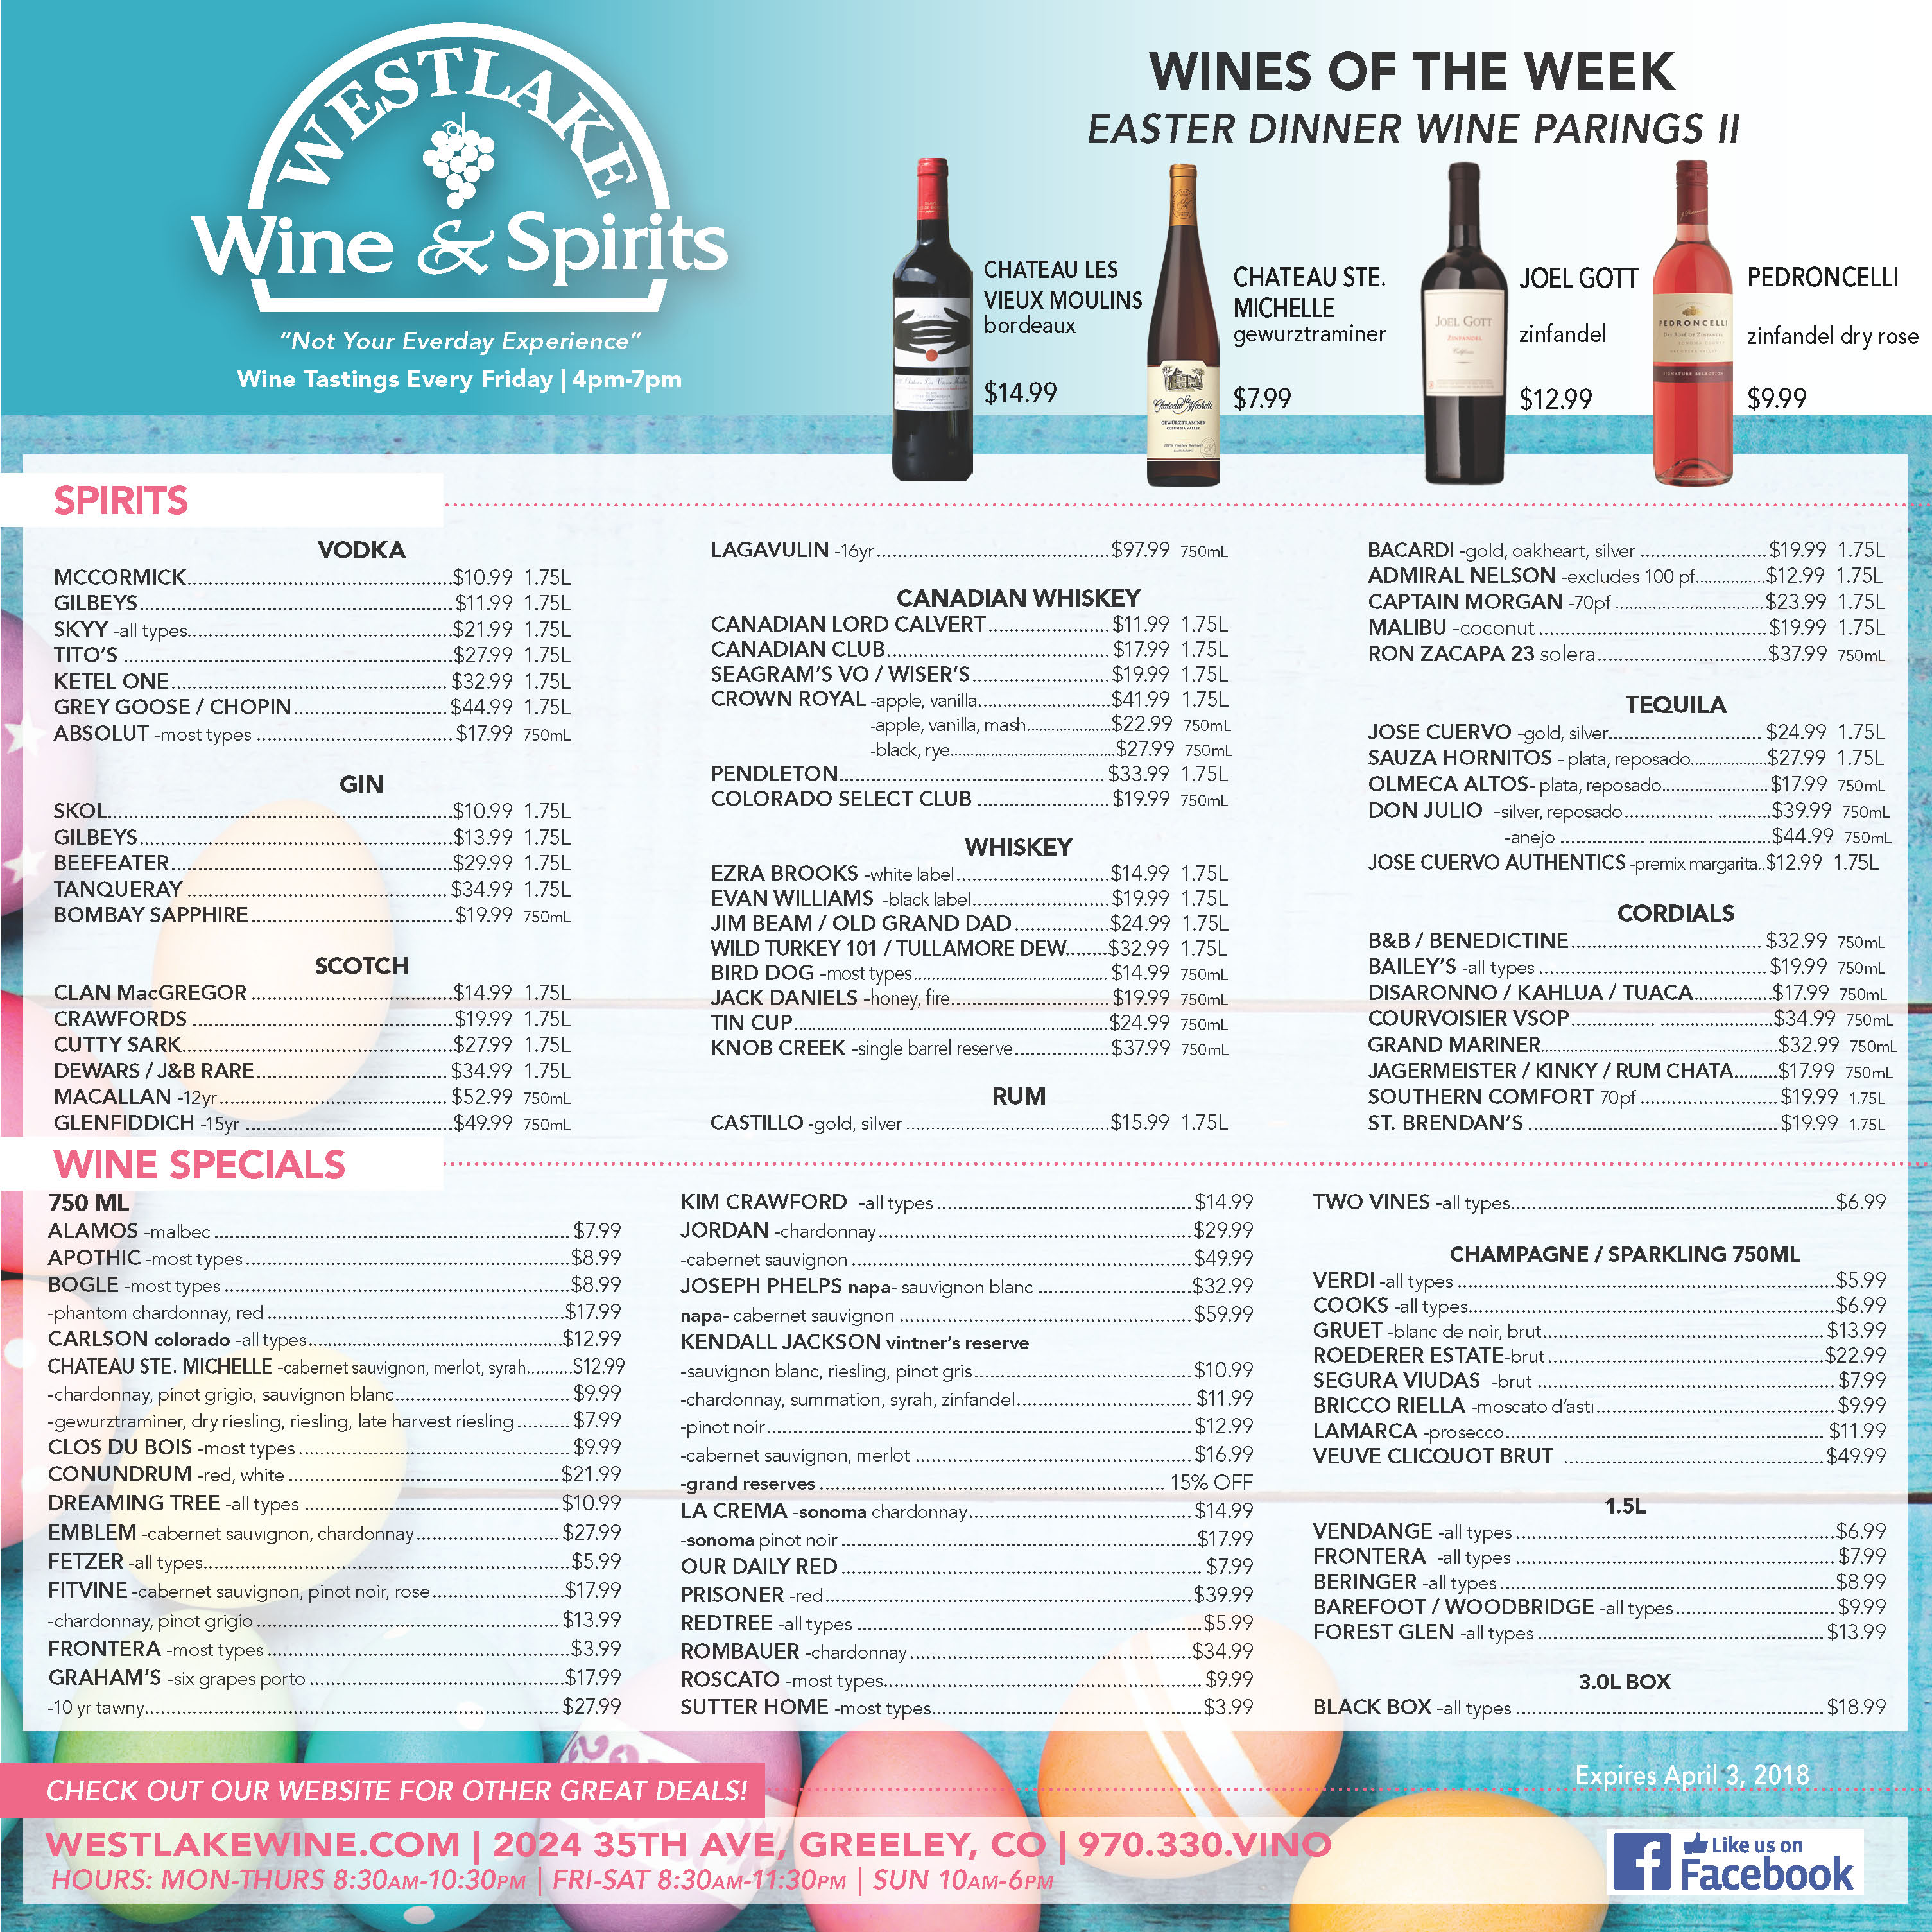 WESTLAKE
Wine & Spirits
“Not Your Everday Experience”
Wine Tastings Every Friday | 4pm-7pm
WINES OF THE WEEK
EASTER DINNER WINE PARINGS II
CHATEAU LES
VIEUX MOULINS
bordeaux
$14.99
CHATEAU STE.
MICHELLE
gewurztraminer
$7.99
JOEL GOTT
zinfandel
$12.99
PEDRONCELLI
zinfandel dry rose
$9.99
Chateau Ste Michelle
GEWÜRZTRAMINER
JOEL GOTT
ZINFANDEL
California
PEDRONCELLI
SIGNATURE SELECTION
SPIRITS
VODKA
MCCORMICK $10.99 1.75L
GILBEYS $11.99 1.75L
SKYY -all types $21.99 1.75L
TITO’S $27.99 1.75L
KETEL ONE $32.99 1.75L
GREY GOOSE / CHOPIN $44.99 1.75L
ABSOLUT -most types $17.99 750mL
GIN
SKOL $10.99 1.75L
GILBEYS $13.99 1.75L
BEEFEATER $29.99 1.75L
TANQUERAY $34.99 1.75L
BOMBAY SAPPHIRE $19.99 750mL
SCOTCH
CLAN MacGREGOR $14.99 1.75L
CRAWFORDS $19.99 1.75L
CUTTY SARK $27.99 1.75L
DEWARS / J&B RARE $34.99 1.75L
MACALLAN -12yr $52.99 750mL
GLENFIDDICH -15yr $49.99 750mL
LAGAVULIN -16yr $97.99 750mL
CANADIAN WHISKEY
CANADIAN LORD CALVERT $11.99 1.75L
CANADIAN CLUB $17.99 1.75L
SEAGRAM’S VO / WISER’S $19.99 1.75L
CROWN ROYAL -apple, vanilla $41.99 1.75L
-apple, vanilla, mash $22.99 750mL
-black, rye $27.99 750mL
PENDLETON $33.99 1.75L
COLORADO SELECT CLUB $19.99 750mL
WHISKEY
EZRA BROOKS -white label $14.99 1.75L
EVAN WILLIAMS -black label $19.99 1.75L
JIM BEAM / OLD GRAND DAD $24.99 1.75L
WILD TURKEY 101 / TULLAMORE DEW $32.99 1.75L
BIRD DOG -most types $14.99 750mL
JACK DANIELS -honey, fire $19.99 750mL
TIN CUP $24.99 750mL
KNOB CREEK -single barrel reserve $37.99 750mL
RUM
CASTILLO -gold, silver $15.99 1.75L
BACARDI -gold, oakheart, silver $19.99 1.75L
ADMIRAL NELSON -excludes 100 pf $12.99 1.75L
CAPTAIN MORGAN -70pf $23.99 1.75L
MALIBU -coconut $19.99 1.75L
RON ZACAPA 23 solera $37.99 750mL
TEQUILA
JOSE CUERVO -gold, silver $24.99 1.75L
SAUZA HORNITOS - plata, reposado $27.99 1.75L
OLMECA ALTOS- plata, reposado $17.99 750mL
DON JULIO -silver, reposado $39.99 750mL
-anejo $44.99 750mL
JOSE CUERVO AUTHENTICS -premix margarita $12.99 1.75L
CORDIALS
B&B / BENEDICTINE $32.99 750mL
BAILEY’S -all types $19.99 750mL
DISARONNO / KAHLUA / TUACA $17.99 750mL
COURVOISIER VSOP $34.99 750mL
GRAND MARINER $32.99 750mL
JAGERMEISTER / KINKY / RUM CHATA $17.99 750mL
SOUTHERN COMFORT 70pf $19.99 1.75L
ST. BRENDAN’S $19.99 1.75L
WINE SPECIALS
750 ML
ALAMOS -malbec $7.99
APOTHIC -most types $8.99
BOGLE -most types $8.99
-phantom chardonnay, red $17.99
CARLSON colorado -all types $12.99
CHATEAU STE. MICHELLE -cabernet sauvignon, merlot, syrah $12.99
-chardonnay, pinot grigio, sauvignon blanc $9.99
-gewurztraminer, dry riesling, riesling, late harvest riesling $7.99
CLOS DU BOIS -most types $9.99
CONUNDRUM -red, white $21.99
DREAMING TREE -all types $10.99
EMBLEM -cabernet sauvignon, chardonnay $27.99
FETZER -all types $5.99
FITVINE -cabernet sauvignon, pinot noir, rose $17.99
-chardonnay, pinot grigio $13.99
FRONTERA -most types $3.99
GRAHAM’S -six grapes porto $17.99
-10 yr tawny $27.99
KIM CRAWFORD -all types $14.99
JORDAN -chardonnay $29.99
-cabernet sauvignon $49.99
JOSEPH PHELPS napa- sauvignon blanc $32.99
napa- cabernet sauvignon $59.99
KENDALL JACKSON vintner’s reserve
-sauvignon blanc, riesling, pinot gris $10.99
-chardonnay, summation, syrah, zinfandel $11.99
-pinot noir $12.99
-cabernet sauvignon, merlot $16.99
-grand reserves 15% OFF
LA CREMA -sonoma chardonnay $14.99
-sonoma pinot noir $17.99
OUR DAILY RED $7.99
PRISONER -red $39.99
REDTREE -all types $5.99
ROMBAUER -chardonnay $34.99
ROSCATO -most types $9.99
SUTTER HOME -most types $3.99
TWO VINES -all types $6.99
CHAMPAGNE / SPARKLING 750ML
VERDI -all types $5.99
COOKS -all types $6.99
GRUET -blanc de noir, brut $13.99
ROEDERER ESTATE-brut $22.99
SEGURA VIUDAS -brut $7.99
BRICCO RIELLA -moscato d’asti $9.99
LAMARCA -prosecco $11.99
VEUVE CLICQUOT BRUT $49.99
1.5L
VENDANGE -all types $6.99
FRONTERA -all types $7.99
BERINGER -all types $8.99
BAREFOOT / WOODBRIDGE -all types $9.99
FOREST GLEN -all types $13.99
3.0L BOX
BLACK BOX -all types $18.99
CHECK OUT OUR WEBSITE FOR OTHER GREAT DEALS!
Expires April 3, 2018
WESTLAKEWINE.COM | 2024 35TH AVE, GREELEY, CO | 970.330.VINO
HOURS: MON-THURS 8:30AM-10:30PM | FRI-SAT 8:30AM-11:30PM | SUN 10AM-6PM
f Like us on
Facebook